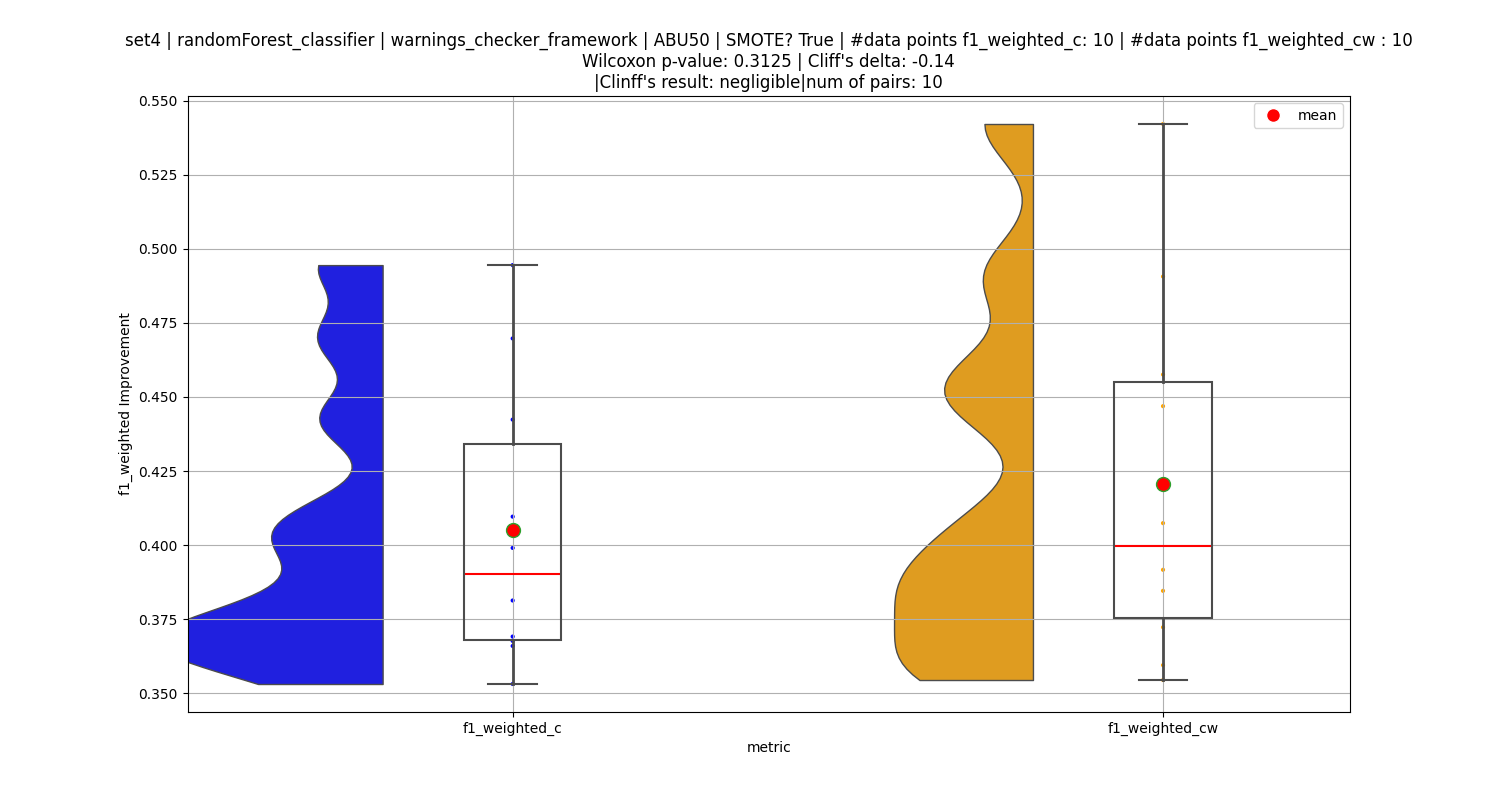 set4 | randomForest_classifier | warnings_checker_framework | ABU50 | SMOTE? True | #data points f1_weighted_c: 10 | #data points f1_weighted_cw : 10
Wilcoxon p-value: 0.3125 | Cliff's delta: -0.14
|Clinff's result: negligible|num of pairs: 10
mean
0.550
0.525
0.500
0.475
0.450
0.425
0.400
0.375
0.350
f1_weighted Improvement
f1_weighted_c
f1_weighted_cw
metric